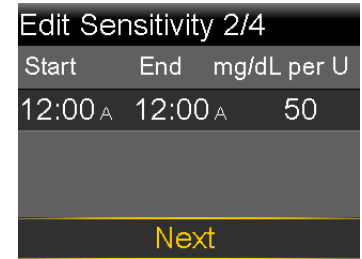 Edit Sensitivity 2/4
Start End mg/dL per U
12:00 A 12:00 A 50
Next